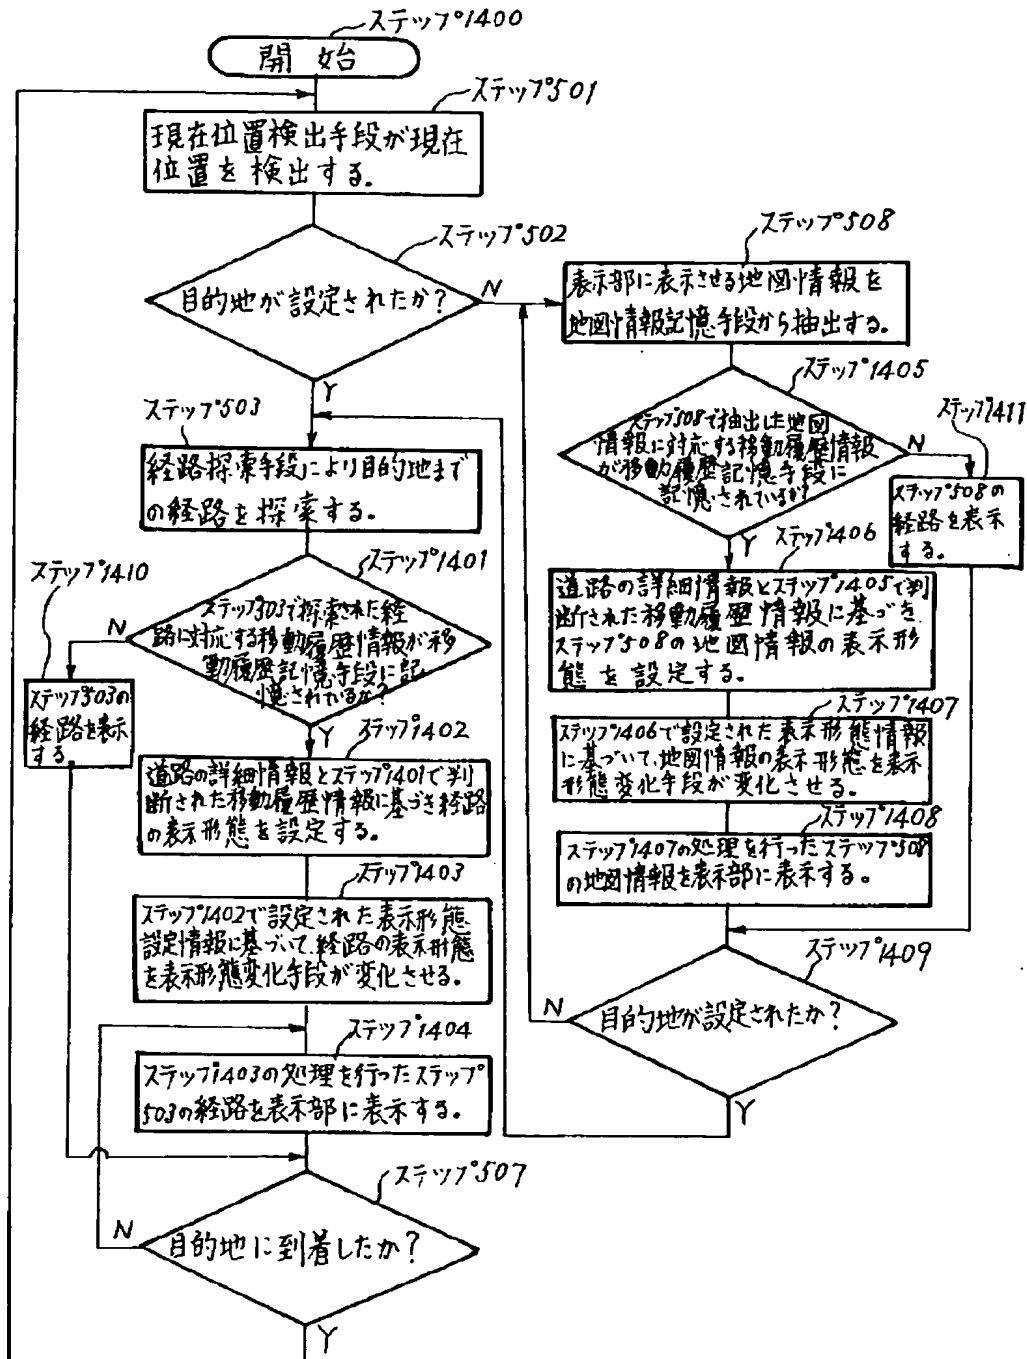 ステップ1400
開始
ステップ501
現在位置検出手段が現在
位置を検出する。
ステップ502
目的地が設定されたか?
N
Y
ステップ503
経路探索手段により目的地まで
の経路を探索する。
ステップ1401
ステップ503で探索された経
路に対応する移動履歴情報が移
動履歴記憶手段に記
憶されているか?
N
Y
ステップ1410
ステップ503の
経路を表示
する
ステップ1402
道路の詳細情報とステップ1401で判
断された移動履歴情報に基づき経路
の表示形態を設定する。
ステップ1403
ステップ1402で設定された表示形態
設定情報に基づいて、経路の表示形態
を表示形態変化手段が変化させる。
ステップ1404
ステップ1403の処理を行ったステップ
503の経路を表示部に表示する。
ステップ507
目的地に到着したか?
N
Y
ステップ508
表示部に表示させる地図情報を
地図情報記憶手段から抽出する。
ステップ1405
ステップ508で抽出した地図
情報に対応する移動履歴情報
が移動履歴記憶手段に
記憶されているか?
N
Y
ステップ1411
ステップ508の
経路を表示
する。
ステップ1406
道路の詳細情報とステップ1405で判
断された移動履歴情報に基づき
ステップ508の地図情報の表示形
態を設定する。
ステップ1407
ステップ1406で設定された表示形態情報
に基づいて、地図情報の表示形態を表示
形態変化手段が変化させる。
ステップ1408
ステップ1407の処理を行ったステップ508
の地図情報を表示部に表示する。
ステップ1409
目的地が設定されたか?
N
Y